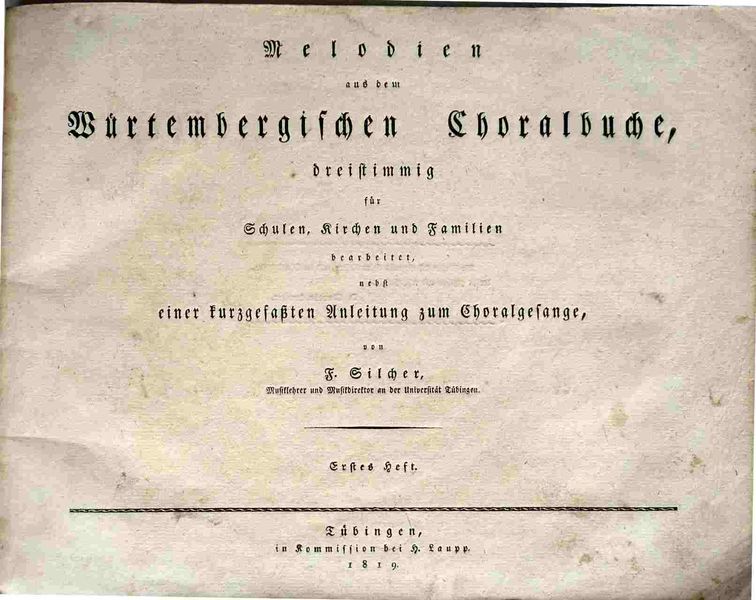 Melodien
aus dem
Würtembergischen Choralbuche,
dreistimmig
für
Schulen, Kirchen und Familien
bearbeitet,
nebst
einer kurzgefaßten Anleitung zum Choralgesange,
von
F. Silcher,
Musiklehrer und Musikdirektor an der Universität Tübingen.
Erstes Heft.
Tübingen,
in Kommission bei H. Laupp.
1819.